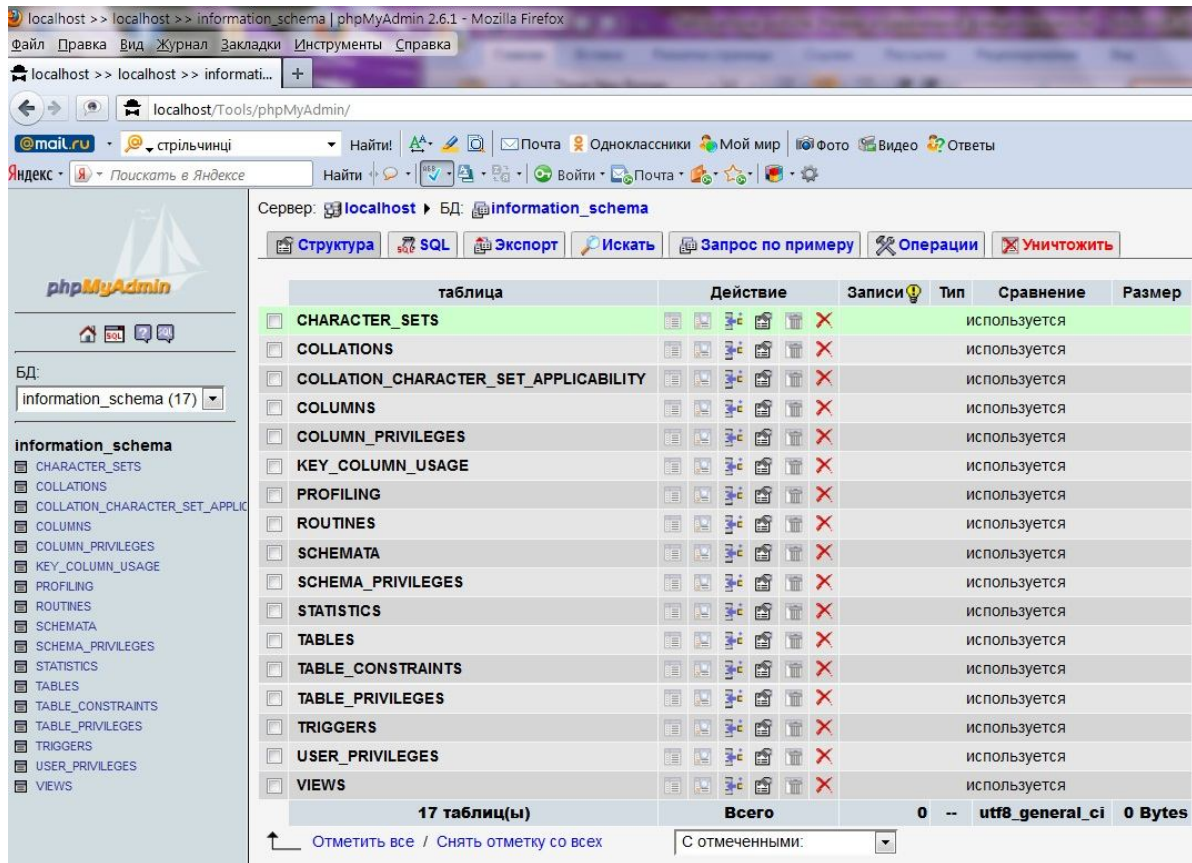 localhost >> localhost >> information_schema | phpMyAdmin 2.6.1 - Mozilla Firefox
Файл Правка Вид Журнал Закладки Инструменты Справка
localhost >> localhost >> informati... +
localhost/Tools/phpMyAdmin/
@mail.ru стрільчинці Найти! Почта Одноклассники Мой мир Фото Видео Ответы
Яндекс Поискать в Яндексе Найти Войти Почта
phpMyAdmin
БД:
information_schema (17)
information_schema
CHARACTER_SETS
COLLATIONS
COLLATION_CHARACTER_SET_APPLIC
COLUMNS
COLUMN_PRIVILEGES
KEY_COLUMN_USAGE
PROFILING
ROUTINES
SCHEMATA
SCHEMA_PRIVILEGES
STATISTICS
TABLES
TABLE_CONSTRAINTS
TABLE_PRIVILEGES
TRIGGERS
USER_PRIVILEGES
VIEWS
Сервер: localhost БД: information_schema
Структура SQL Экспорт Искать Запрос по примеру Операции Уничтожить
таблица Действие Записи Тип Сравнение Размер
CHARACTER_SETS используется
COLLATIONS используется
COLLATION_CHARACTER_SET_APPLICABILITY используется
COLUMNS используется
COLUMN_PRIVILEGES используется
KEY_COLUMN_USAGE используется
PROFILING используется
ROUTINES используется
SCHEMATA используется
SCHEMA_PRIVILEGES используется
STATISTICS используется
TABLES используется
TABLE_CONSTRAINTS используется
TABLE_PRIVILEGES используется
TRIGGERS используется
USER_PRIVILEGES используется
VIEWS используется
17 таблиц(ы) Всего 0 -- utf8_general_ci 0 Bytes
Отметить все / Снять отметку со всех С отмеченными: